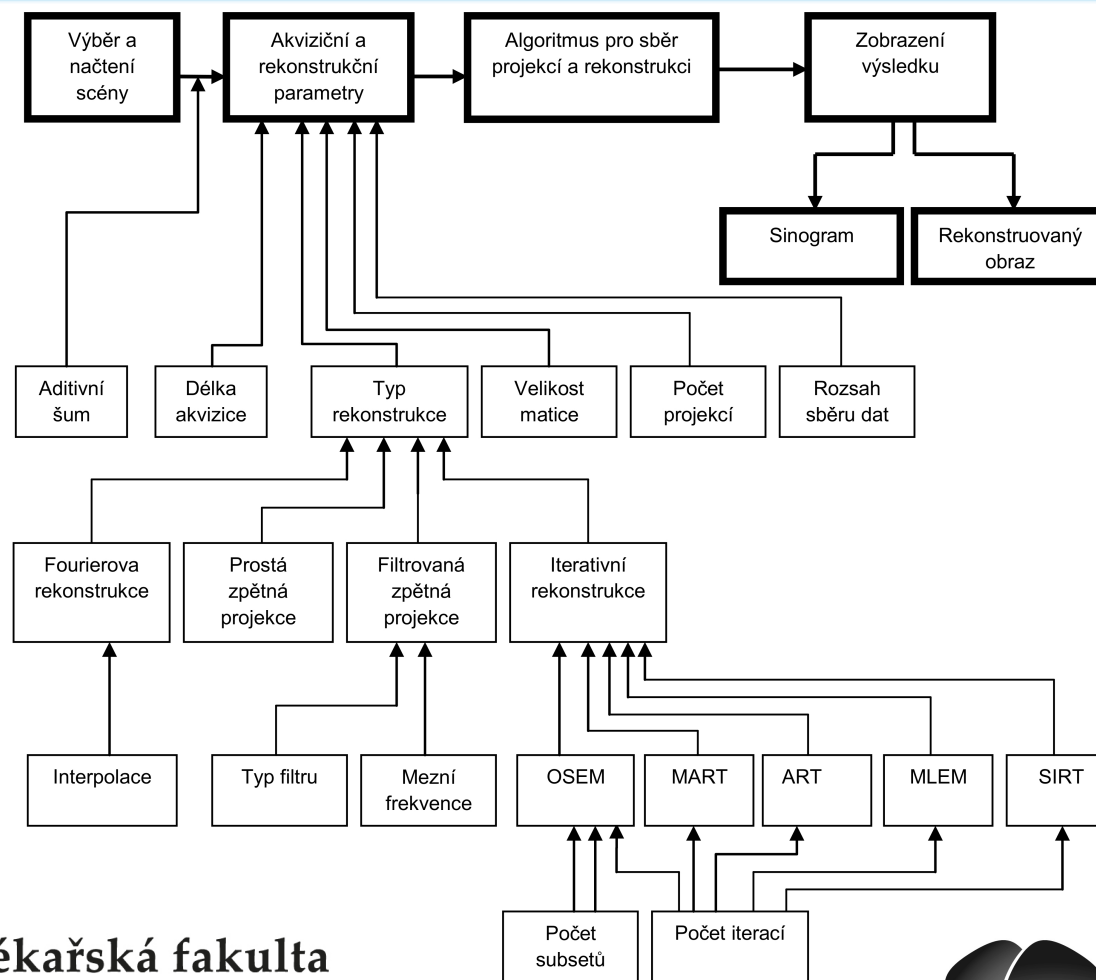 Výběr a
načtení
scény
Akviziční a
rekonstrukční
parametry
Algoritmus pro sběr
projekcí a rekonstrukci
Zobrazení
výsledku
Sinogram
Rekonstruovaný
obraz
Aditivní
šum
Délka
akvizice
Typ
rekonstrukce
Velikost
matice
Počet
projekcí
Rozsah
sběru dat
Fourierova
rekonstrukce
Prostá
zpětná
projekce
Filtrovaná
zpětná
projekce
Iterativní
rekonstrukce
Interpolace
Typ filtru
Mezní
frekvence
OSEM
MART
ART
MLEM
SIRT
Počet
subsetů
Počet iterací
ékařská fakulta